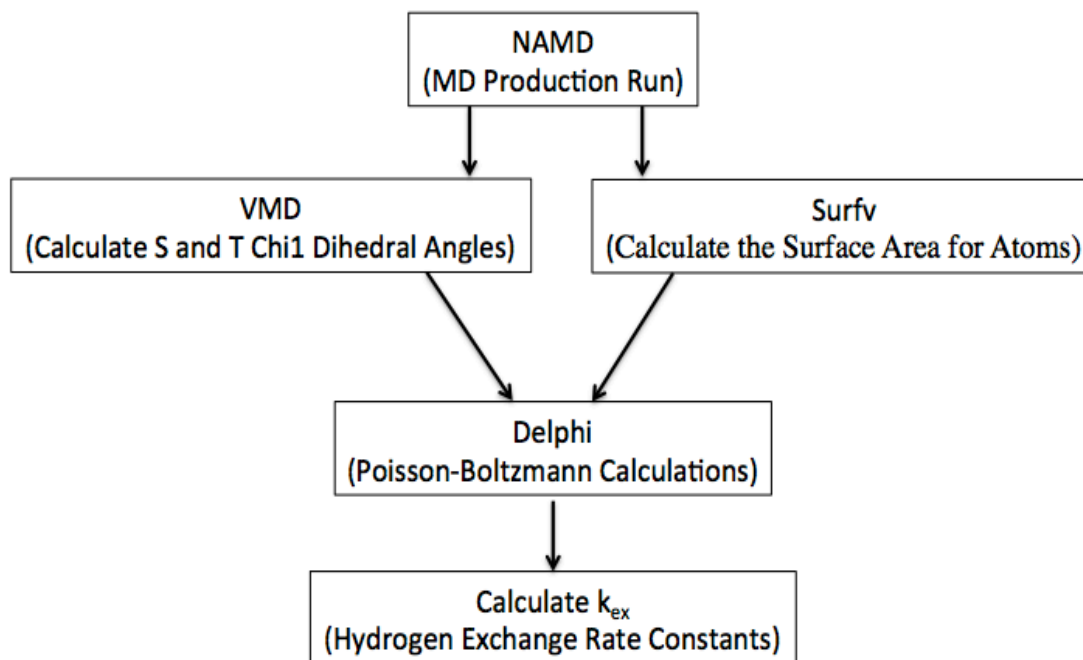 NAMD
(MD Production Run)
VMD
(Calculate S and T Chi1 Dihedral Angles)
Surfv
(Calculate the Surface Area for Atoms)
Delphi
(Poisson-Boltzmann Calculations)
Calculate kₑₓ
(Hydrogen Exchange Rate Constants)